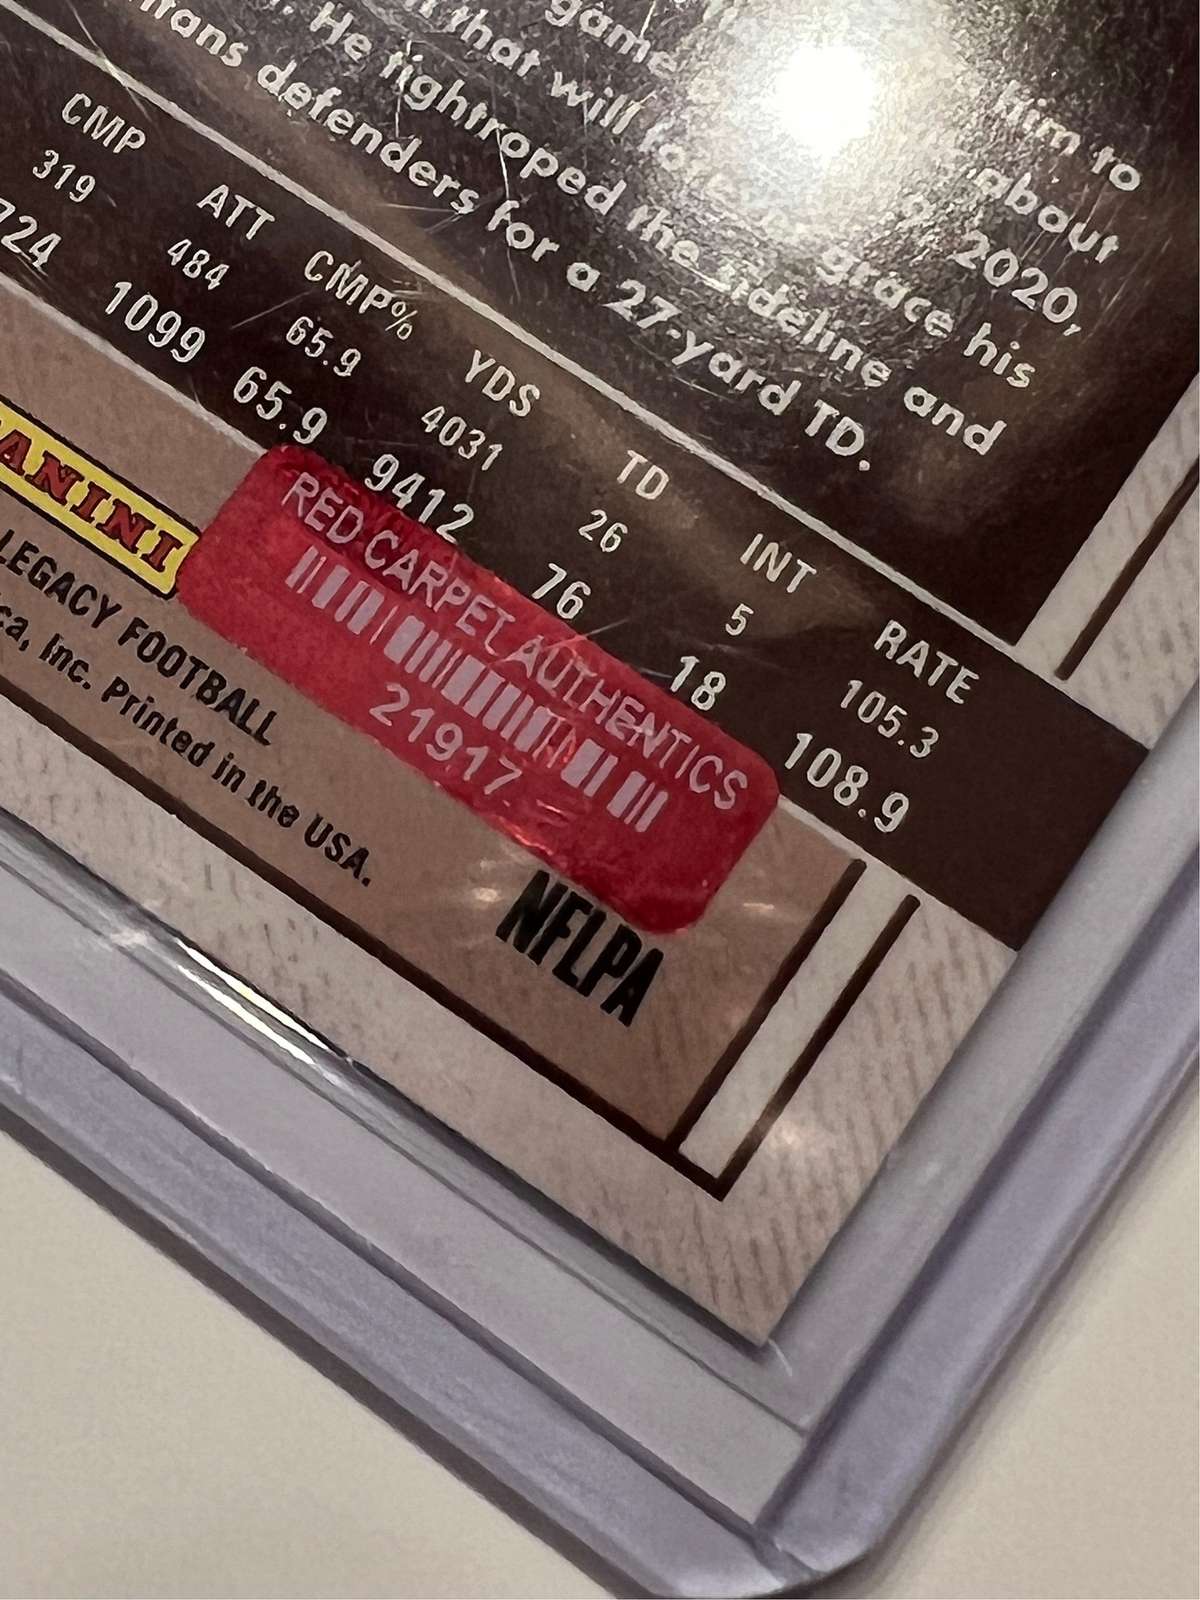 game him to
that will about
He tightroped the sideline and grace his 2020,
defenders for a 27-yard TD.
CMP ATT CMP% YDS TD INT RATE
319 484 65.9 4031 26 5 105.3
724 1099 65.9 9412 76 18 108.9
PANINI
RED CARPET AUTHENTICS
21917
LEGACY FOOTBALL
Inc. Printed in the USA.
NFLPA